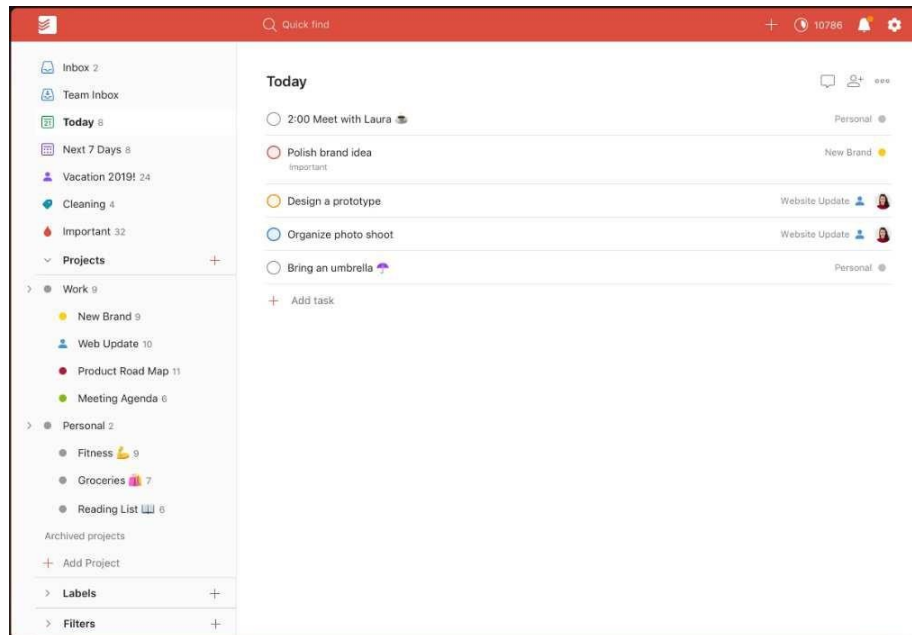 Quick find
10786
Inbox 2
Team Inbox
21 Today 8
Next 7 Days 8
Vacation 2019! 24
Cleaning 4
Important 32
Projects
Work 9
New Brand 9
Web Update 10
Product Road Map 11
Meeting Agenda 6
Personal 2
Fitness 💪 9
Groceries 🛍️ 7
Reading List 📖 6
Archived projects
Add Project
Labels
Filters
Today
2:00 Meet with Laura ☕ Personal
Polish brand idea New Brand
Important
Design a prototype Website Update
Organize photo shoot Website Update
Bring an umbrella ☂️ Personal
Add task